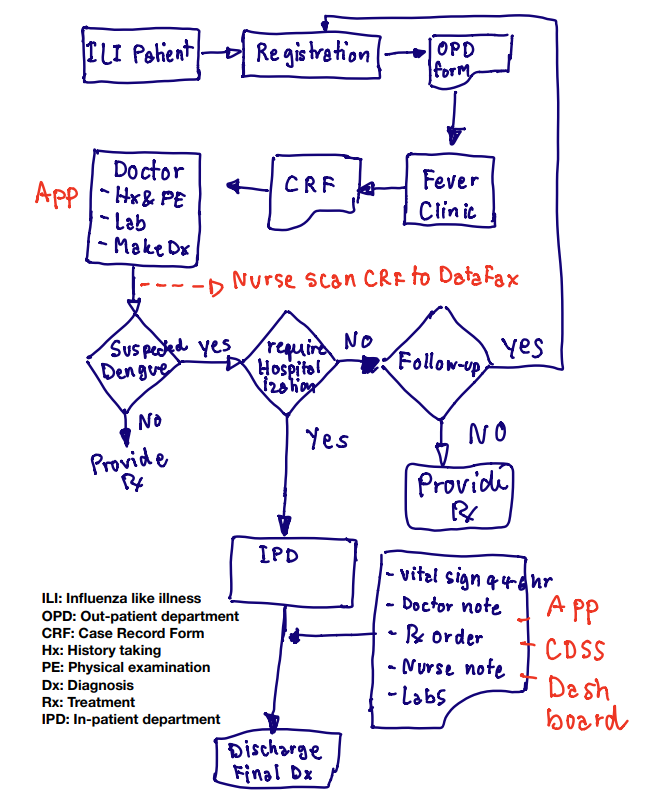 ILI Patient
Registration
OPD
form
Doctor
- Hx & PE
- Lab
- Make Dx
App
CRF
Fever
Clinic
Nurse scan CRF to DataFax
Suspected
Dengue
yes
require
Hospital
ization
No
Follow-up
yes
No
Provide
Rx
Yes
NO
Provide
Rx
IPD
- Vital sign q 4-6 hr
- Doctor note
- Rx order
- Nurse note
- Labs
- App
- CDSS
- Dash
board
ILI: Influenza like illness
OPD: Out-patient department
CRF: Case Record Form
Hx: History taking
PE: Physical examination
Dx: Diagnosis
Rx: Treatment
IPD: In-patient department
Discharge
Final Dx